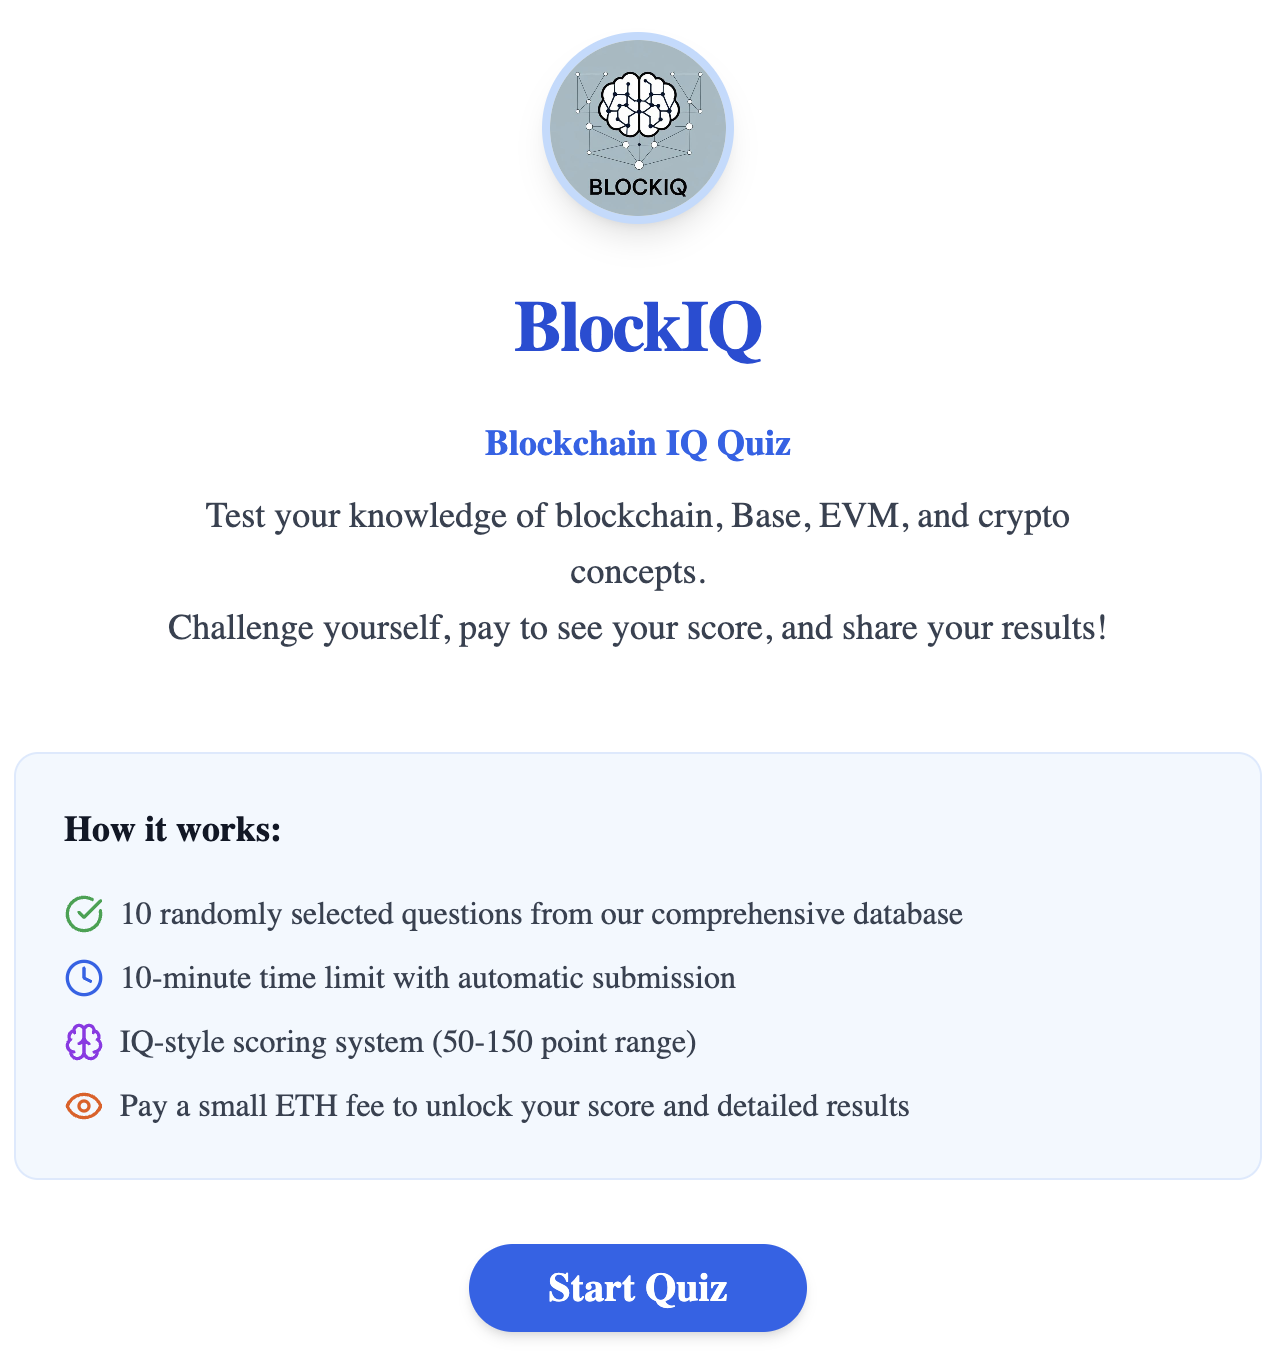 BLOCKIQ
BlockIQ
Blockchain IQ Quiz
Test your knowledge of blockchain, Base, EVM, and crypto
concepts.
Challenge yourself, pay to see your score, and share your results!
How it works:
10 randomly selected questions from our comprehensive database
10-minute time limit with automatic submission
IQ-style scoring system (50-150 point range)
Pay a small ETH fee to unlock your score and detailed results
Start Quiz